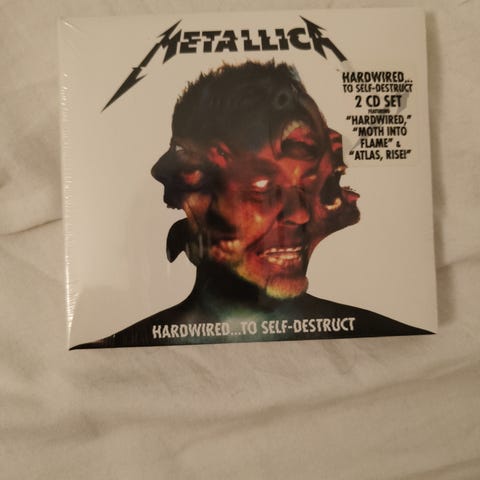 METALLICA
HARDWIRED...
TO SELF-DESTRUCT
2 CD SET
FEATURING
"HARDWIRED,"
"MOTH INTO
FLAME" &
"ATLAS, RISE!"
HARDWIRED...TO SELF-DESTRUCT